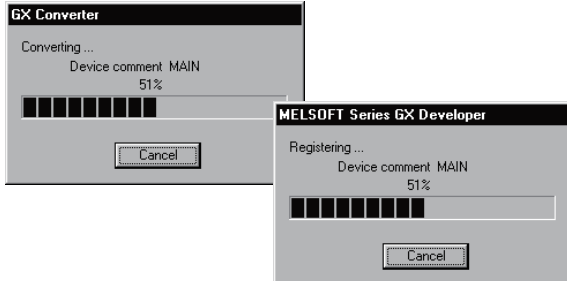 GX Converter
Converting ...
Device comment MAIN
51%
Cancel
MELSOFT Series GX Developer
Registering ...
Device comment MAIN
51%
Cancel